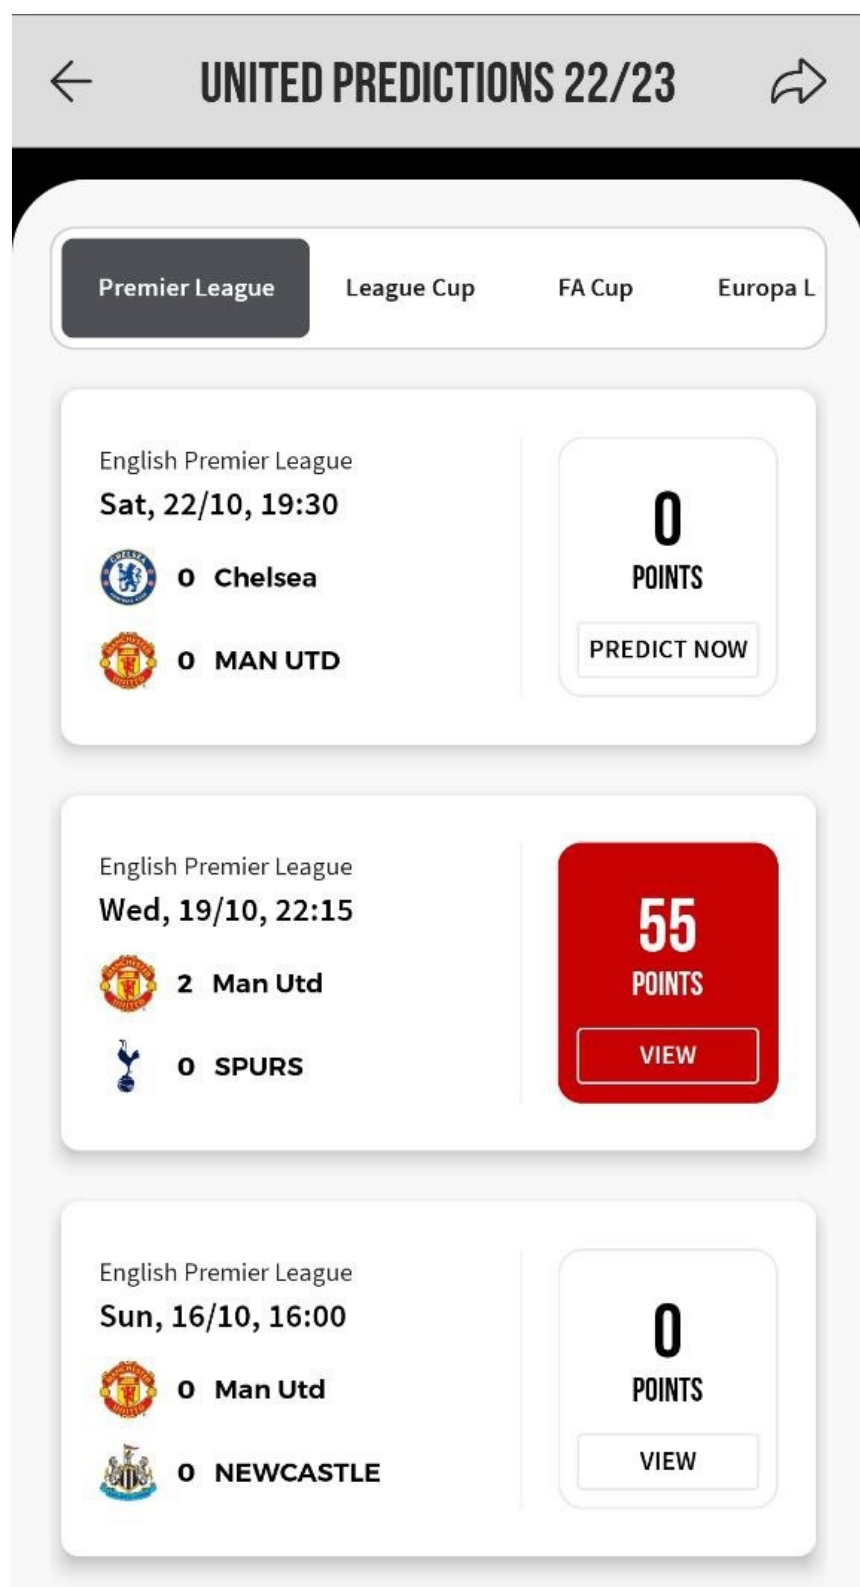 UNITED PREDICTIONS 22/23
Premier League League Cup FA Cup Europa L
English Premier League
Sat, 22/10, 19:30
0 Chelsea
0 MAN UTD
0
POINTS
PREDICT NOW
English Premier League
Wed, 19/10, 22:15
2 Man Utd
0 SPURS
55
POINTS
VIEW
English Premier League
Sun, 16/10, 16:00
0 Man Utd
0 NEWCASTLE
0
POINTS
VIEW